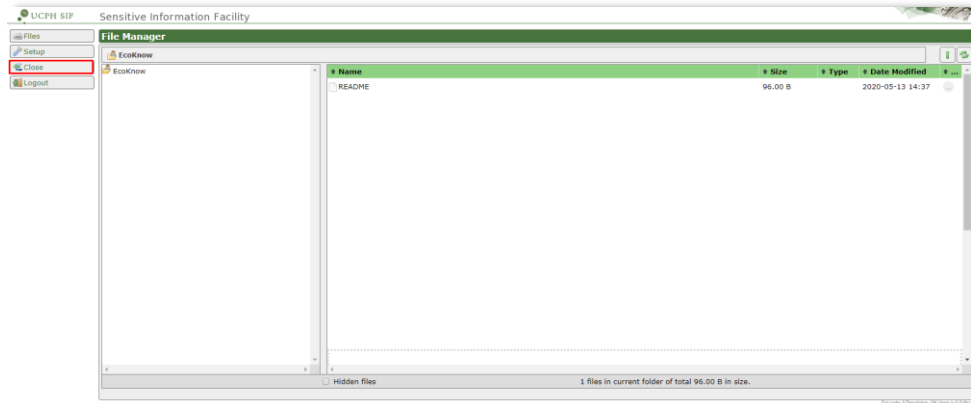 UCPH SIF
Sensitive Information Facility
Files
Setup
Close
Logout
File Manager
EcoKnow
EcoKnow
Name Size Type Date Modified ...
README 96.00 B 2020-05-13 14:37
Hidden files
1 files in current folder of total 96.00 B in size.